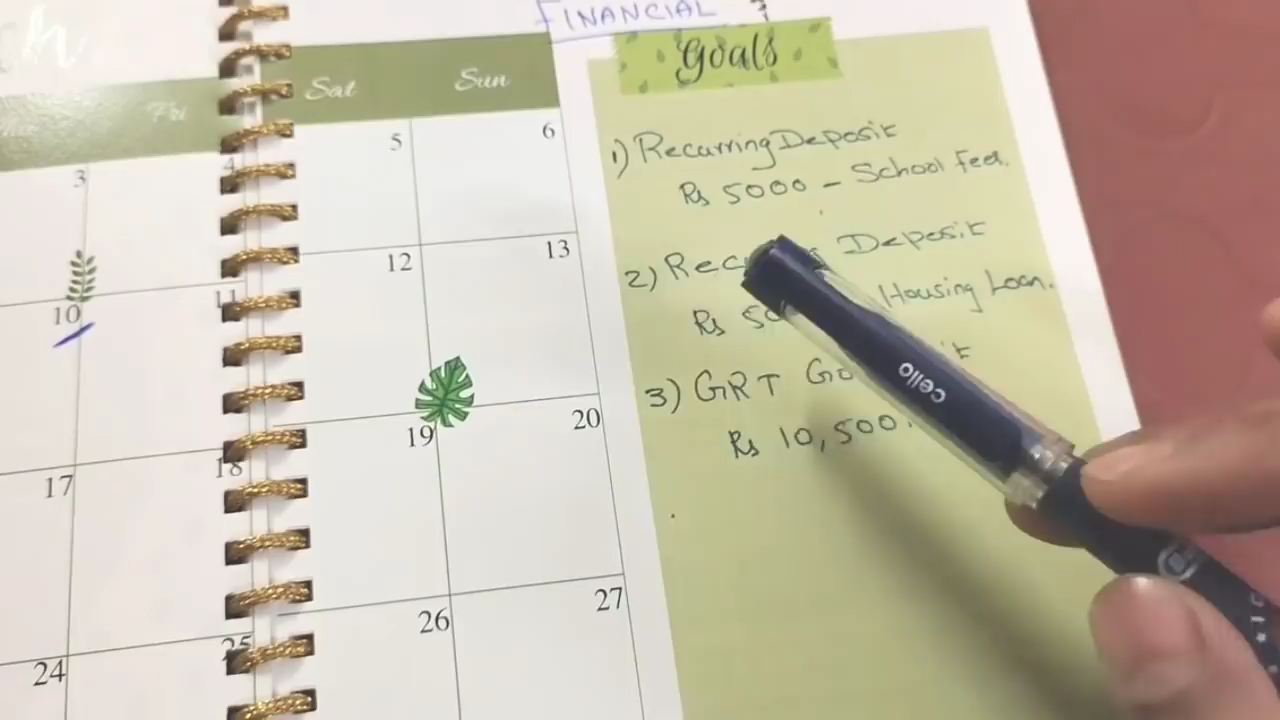 FINANCIAL
Goals
Fri
Sat
Sun
3
4
5
6
10
11
12
13
17
18
19
20
24
25
26
27
1) Recurring Deposit
Rs 5000 - School Fees.
2) Deposit
Rs Housing Loan.
3) GRT
Rs 10,500.
cello